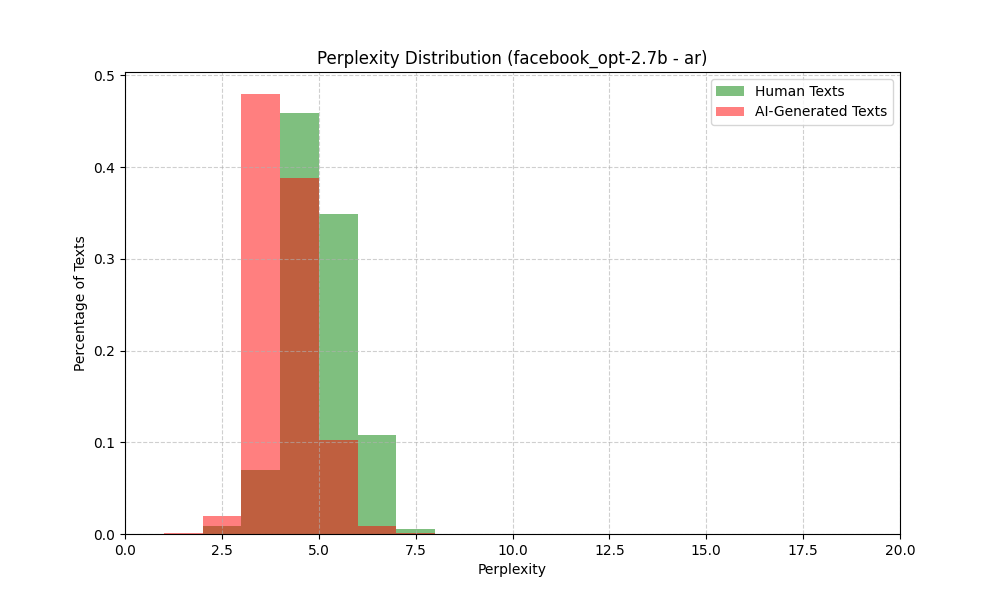 Perplexity Distribution (facebook_opt-2.7b - ar)
Human Texts
AI-Generated Texts
Percentage of Texts
0.5
0.4
0.3
0.2
0.1
0.0
0.0 2.5 5.0 7.5 10.0 12.5 15.0 17.5 20.0
Perplexity